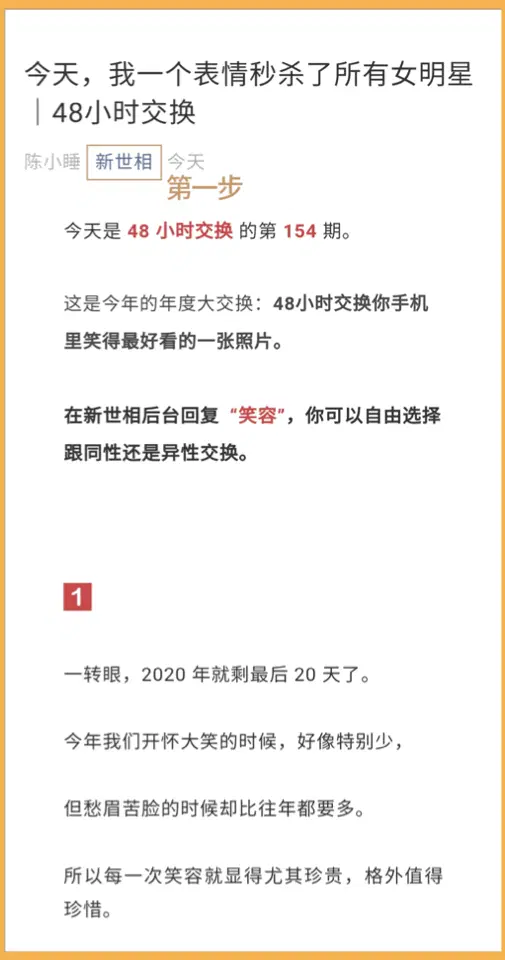 今天，我一个表情秒杀了所有女明星
｜48小时交换
陈小睡 新世相 今天
第一步
今天是 48 小时交换 的第 154 期。
这是今年的年度大交换：48小时交换你手机
里笑得最好看的一张照片。
在新世相后台回复 “笑容”，你可以自由选择
跟同性还是异性交换。
1
一转眼，2020 年就剩最后 20 天了。
今年我们开怀大笑的时候，好像特别少，
但愁眉苦脸的时候却比往年都要多。
所以每一次笑容就显得尤其珍贵，格外值得
珍惜。